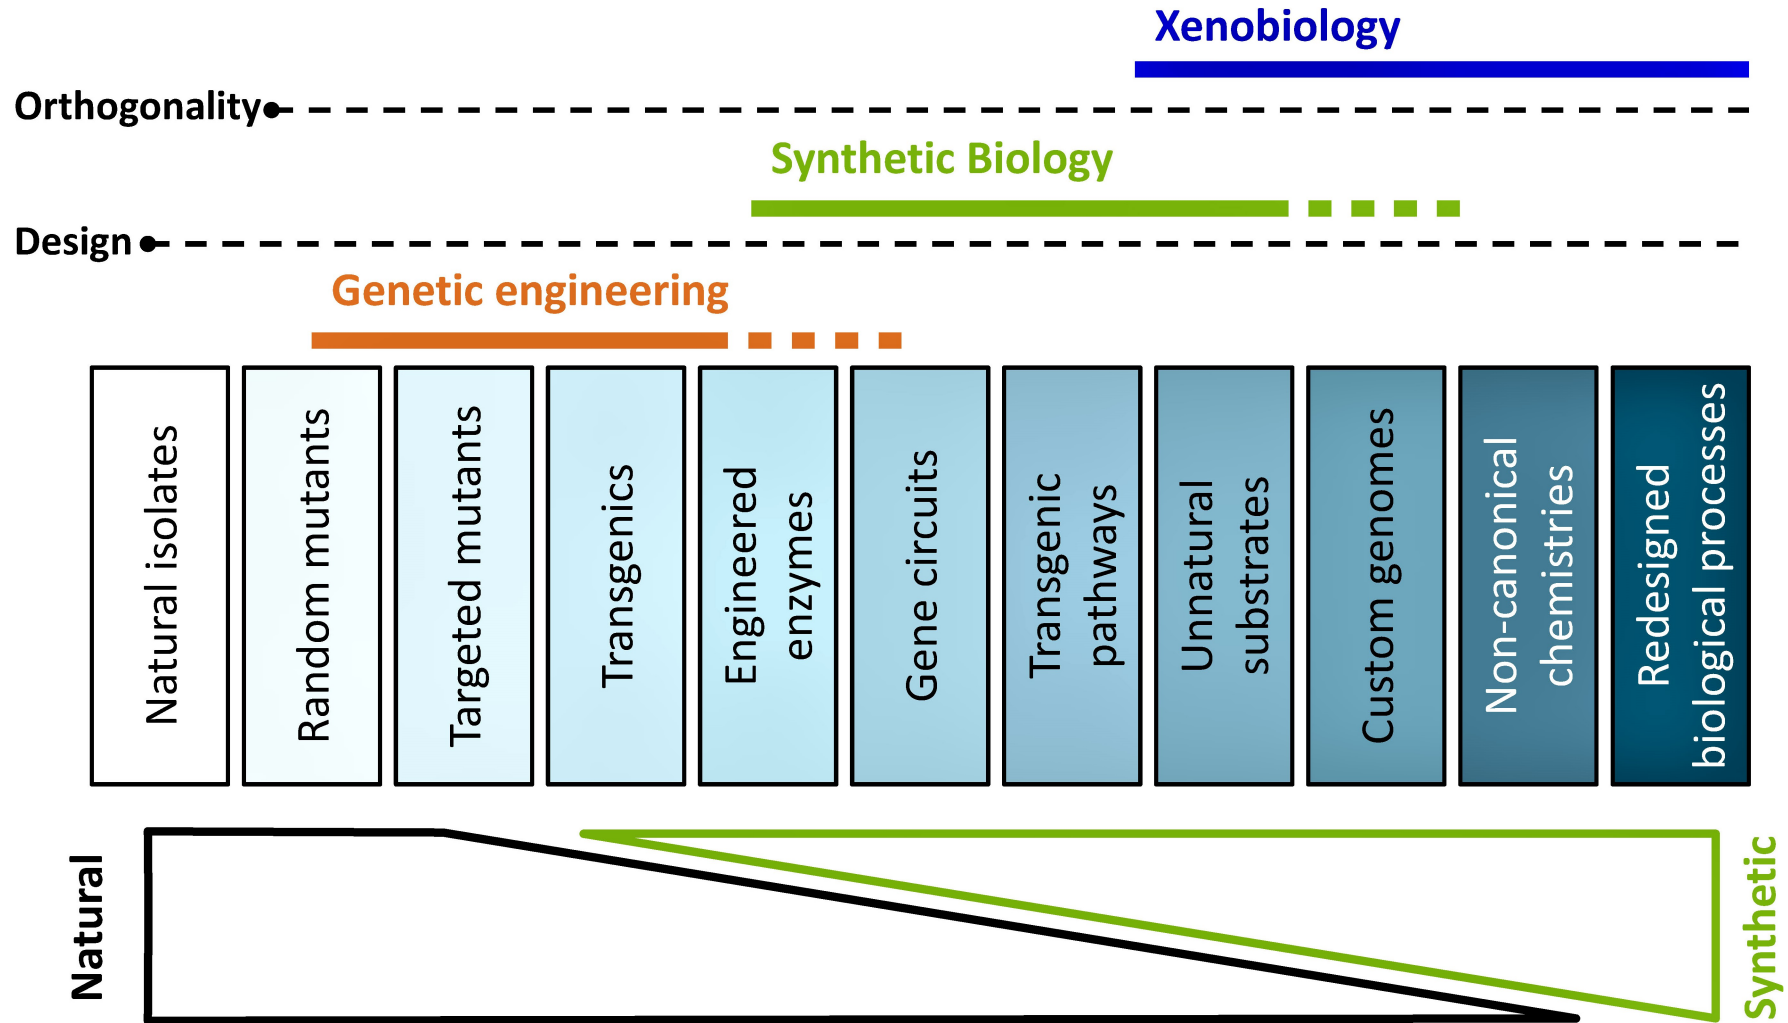 Xenobiology
Orthogonality
Synthetic Biology
Design
Genetic engineering
Natural isolates
Random mutants
Targeted mutants
Transgenics
Engineered
enzymes
Gene circuits
Transgenic
pathways
Unnatural
substrates
Custom genomes
Non-canonical
chemistries
Redesigned
biological processes
Natural
Synthetic